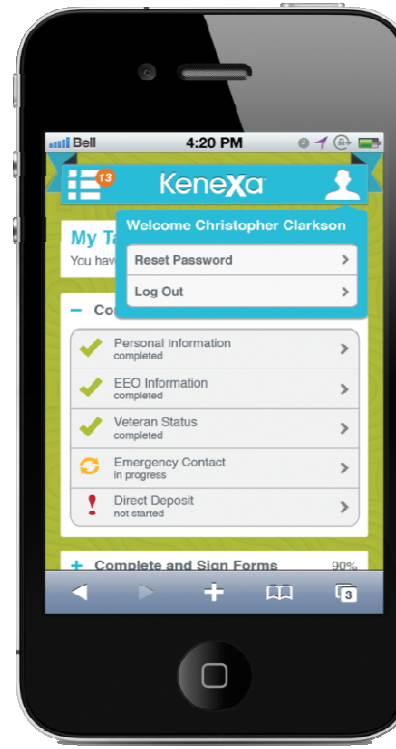 Bell 4:20 PM
13
Kenexa
Welcome Christopher Clarkson
My Ta
You hav
Reset Password
Log Out
Co
Personal Information
completed
EEO Information
completed
Veteran Status
completed
Emergency Contact
in progress
Direct Deposit
not started
Complete and Sign Forms 90%
3